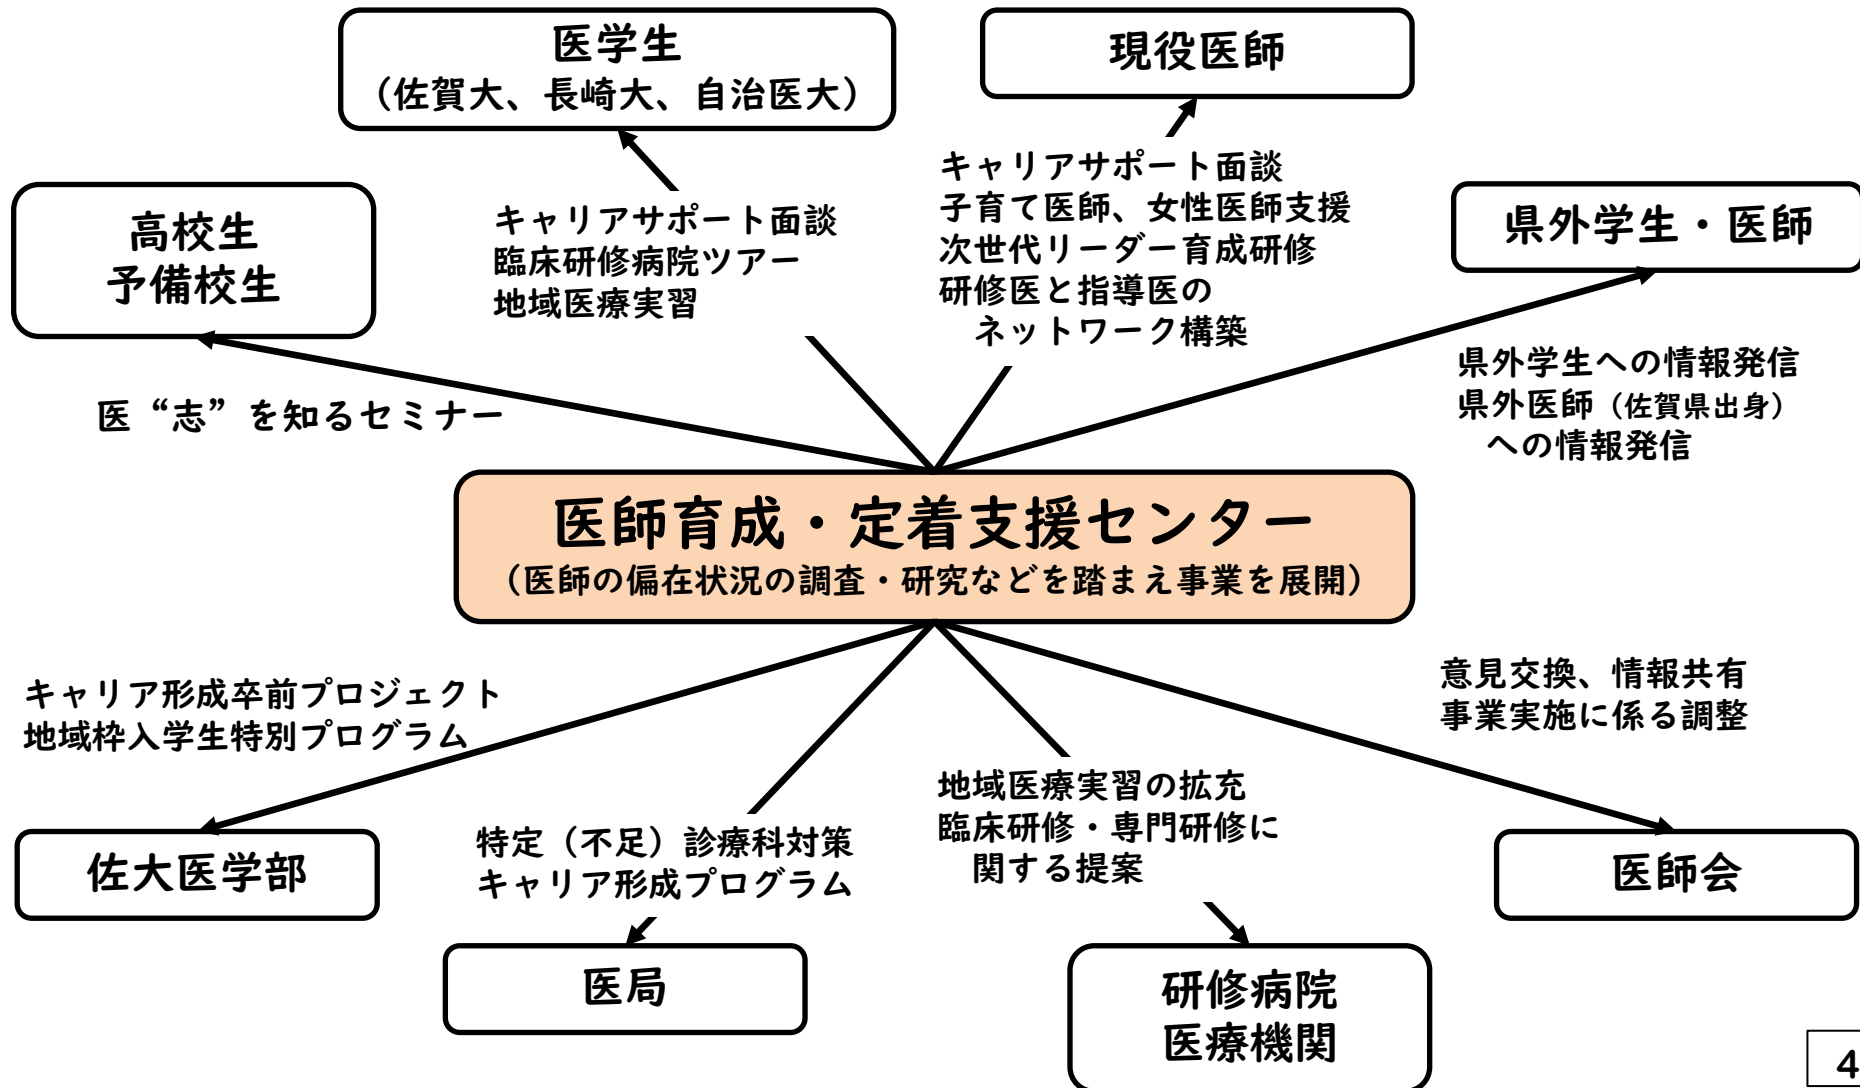 医学生
（佐賀大、長崎大、自治医大）
現役医師
高校生
予備校生
キャリアサポート面談
臨床研修病院ツアー
地域医療実習
キャリアサポート面談
子育て医師、女性医師支援
次世代リーダー育成研修
研修医と指導医の
ネットワーク構築
県外学生・医師
医“志”を知るセミナー
県外学生への情報発信
県外医師（佐賀県出身）
への情報発信
医師育成・定着支援センター
（医師の偏在状況の調査・研究などを踏まえ事業を展開）
キャリア形成卒前プロジェクト
地域枠入学生特別プログラム
意見交換、情報共有
事業実施に係る調整
特定（不足）診療科対策
キャリア形成プログラム
地域医療実習の拡充
臨床研修・専門研修に
関する提案
佐大医学部
医局
研修病院
医療機関
医師会
4